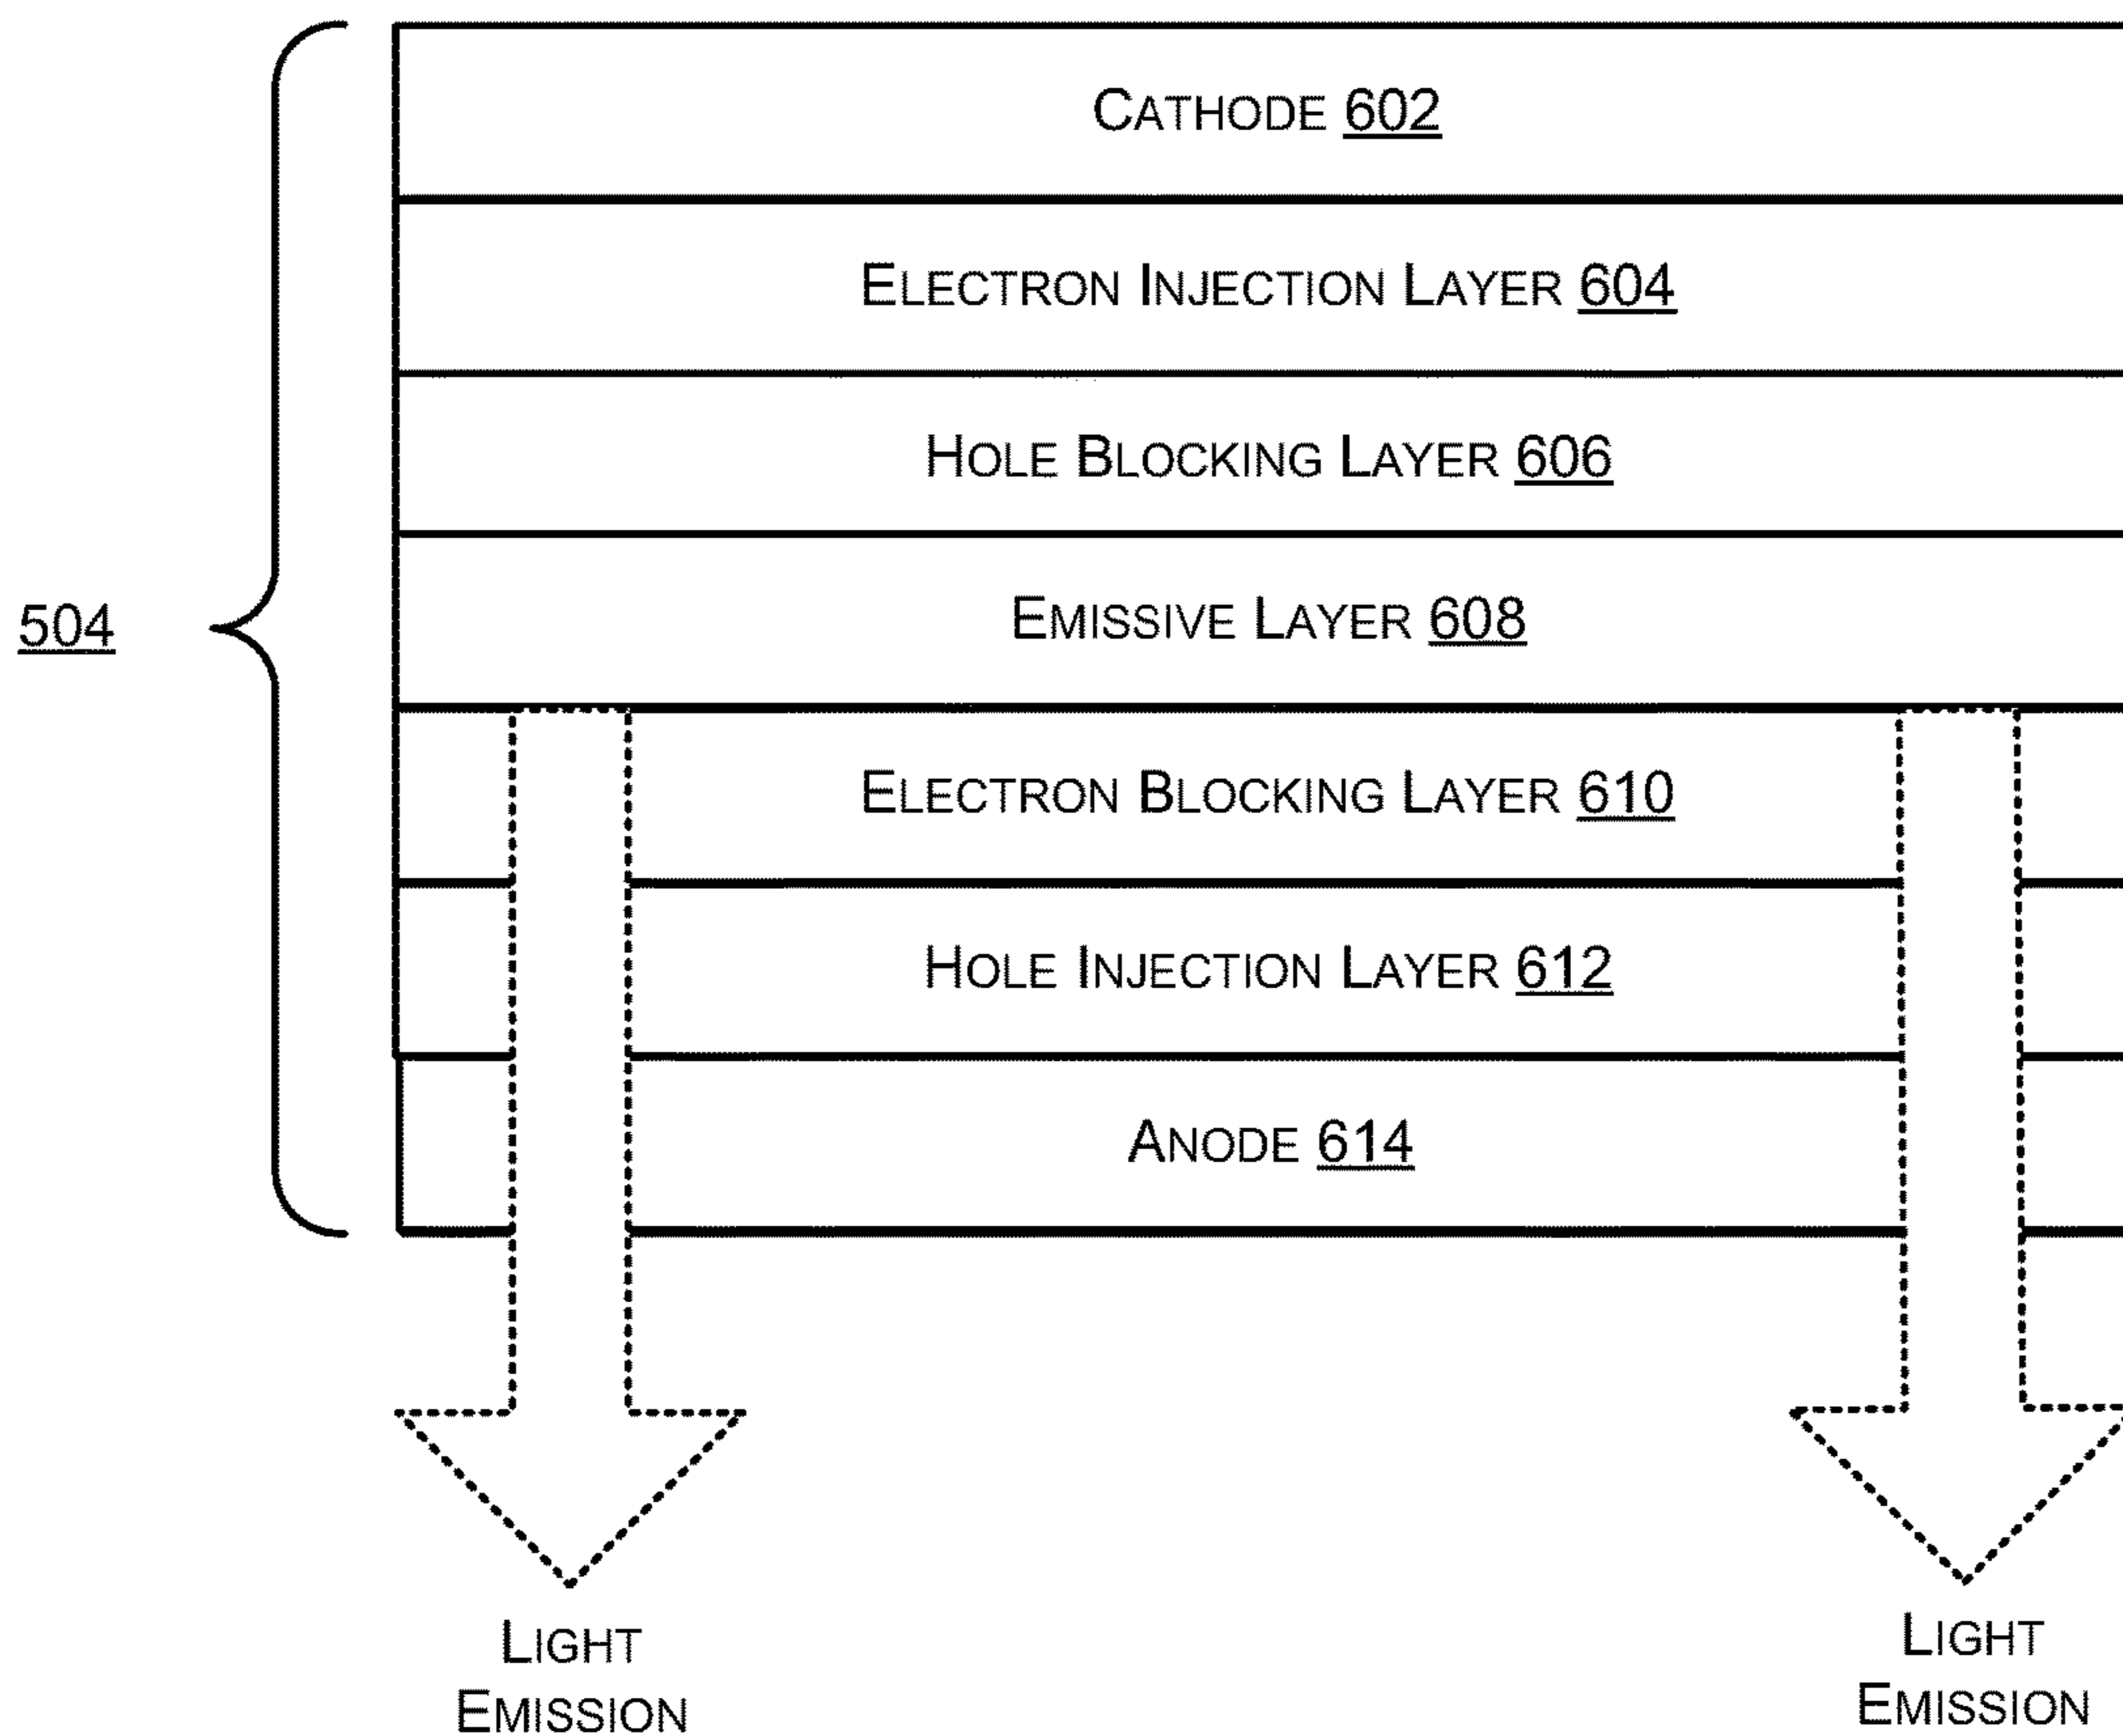 CATHODE 602
ELECTRON INJECTION LAYER 604
HOLE BLOCKING LAYER 606
504
EMISSIVE LAYER 608
ELECTRON BLOCKING LAYER 610
HOLE INJECTION LAYER 612
ANODE 614
LIGHT
EMISSION
LIGHT
EMISSION